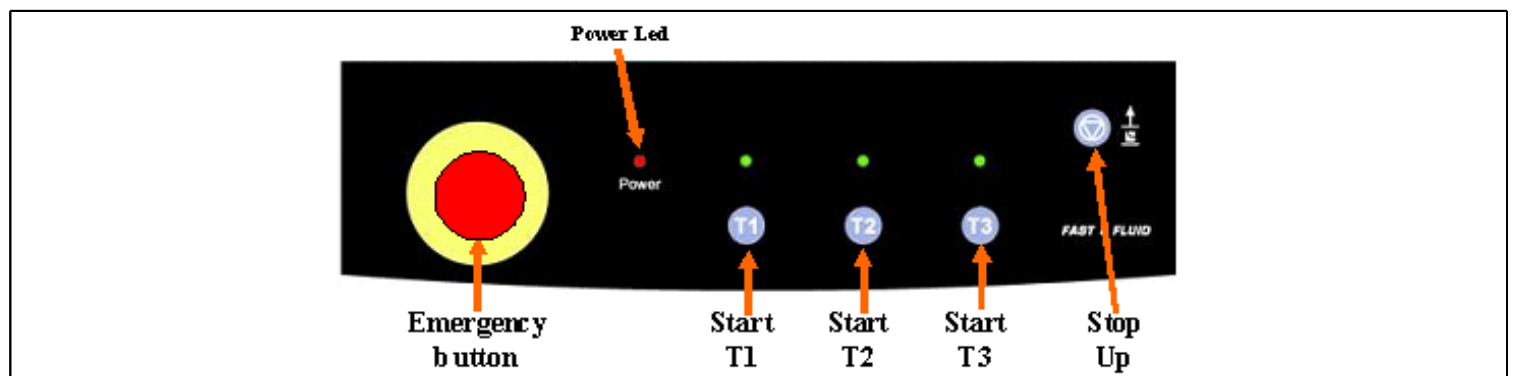 Power Led
Power
T1 T2 T3
FAST & FLUID
Emergency button
Start T1
Start T2
Start T3
Stop Up